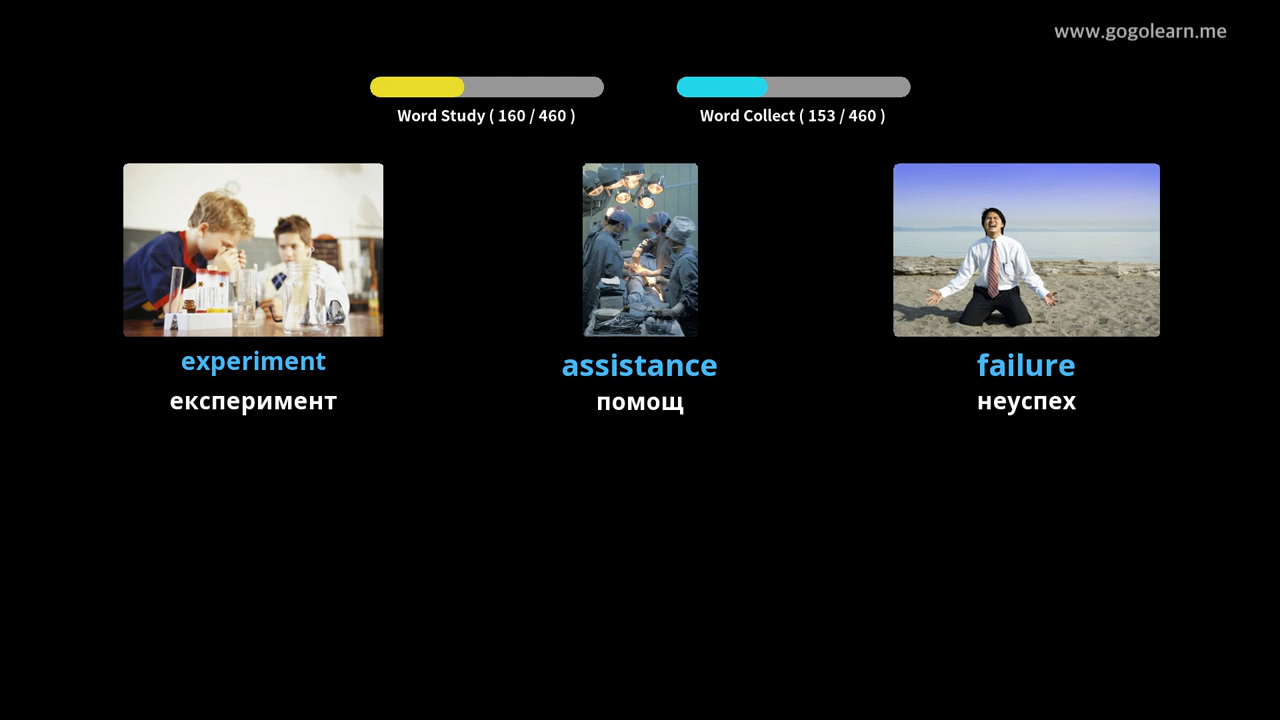 www.gogolearn.me
Word Study ( 160 / 460 )
Word Collect ( 153 / 460 )
experiment
експеримент
assistance
помощ
failure
неуспех